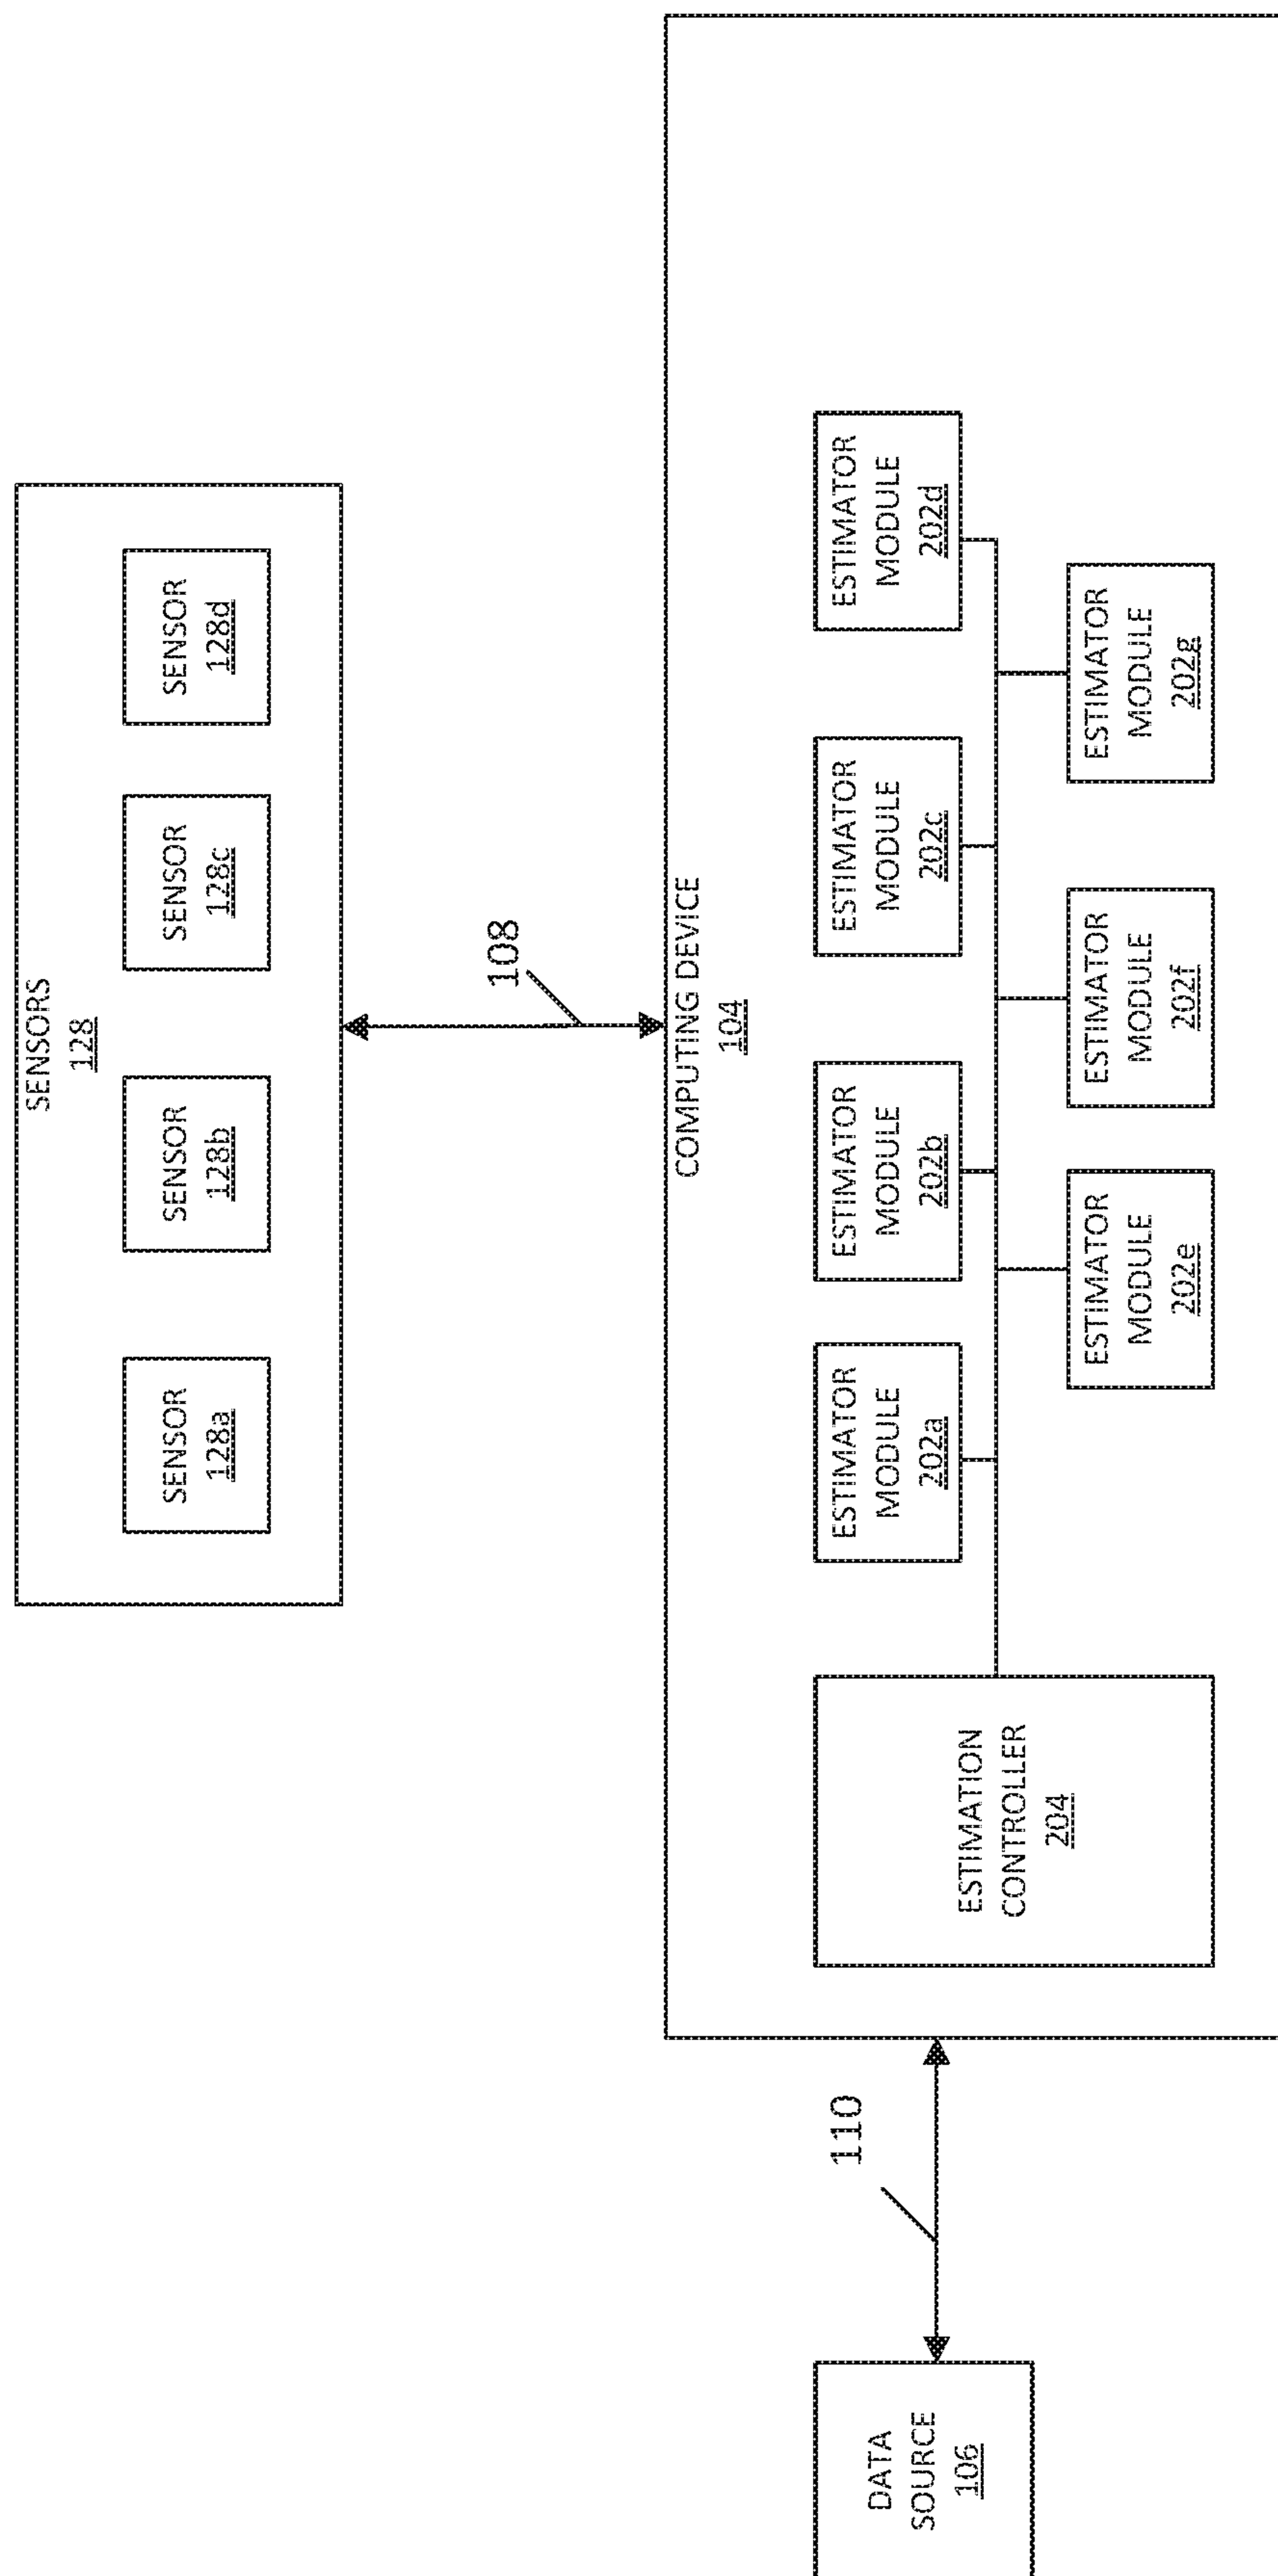 SENSORS
128
SENSOR
128a
SENSOR
128b
SENSOR
128c
SENSOR
128d
108
110
DATA
SOURCE
106
COMPUTING DEVICE
104
ESTIMATION
CONTROLLER
204
ESTIMATOR
MODULE
202a
ESTIMATOR
MODULE
202b
ESTIMATOR
MODULE
202c
ESTIMATOR
MODULE
202d
ESTIMATOR
MODULE
202e
ESTIMATOR
MODULE
202f
ESTIMATOR
MODULE
202g